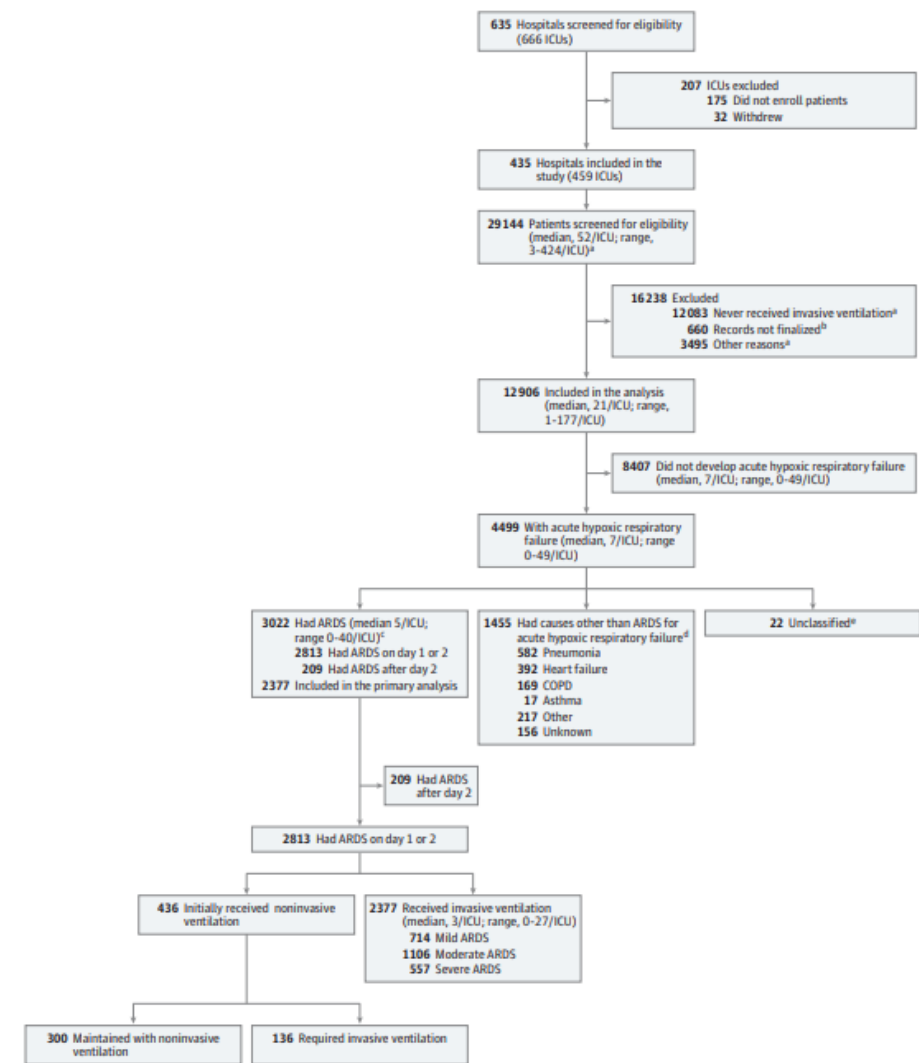 635 Hospitals screened for eligibility
(666 ICUs)
207 ICUs excluded
175 Did not enroll patients
32 Withdrew
435 Hospitals included in the
study (459 ICUs)
29144 Patients screened for eligibility
(median, 52/ICU; range,
3-424/ICU)a
16238 Excluded
12083 Never received invasive ventilationa
660 Records not finalizedb
3495 Other reasonsa
12906 Included in the analysis
(median, 21/ICU; range,
1-177/ICU)
8407 Did not develop acute hypoxic respiratory failure
(median, 7/ICU; range, 0-49/ICU)
4499 With acute hypoxic respiratory
failure (median, 7/ICU; range
0-49/ICU)
3022 Had ARDS (median 5/ICU;
range 0-40/ICU)c
2813 Had ARDS on day 1 or 2
209 Had ARDS after day 2
2377 Included in the primary analysis
1455 Had causes other than ARDS for
acute hypoxic respiratory failured
582 Pneumonia
392 Heart failure
169 COPD
17 Asthma
217 Other
156 Unknown
22 Unclassifiede
209 Had ARDS
after day 2
2813 Had ARDS on day 1 or 2
436 Initially received noninvasive
ventilation
2377 Received invasive ventilation
(median, 3/ICU; range, 0-27/ICU)
714 Mild ARDS
1106 Moderate ARDS
557 Severe ARDS
300 Maintained with noninvasive
ventilation
136 Required invasive ventilation